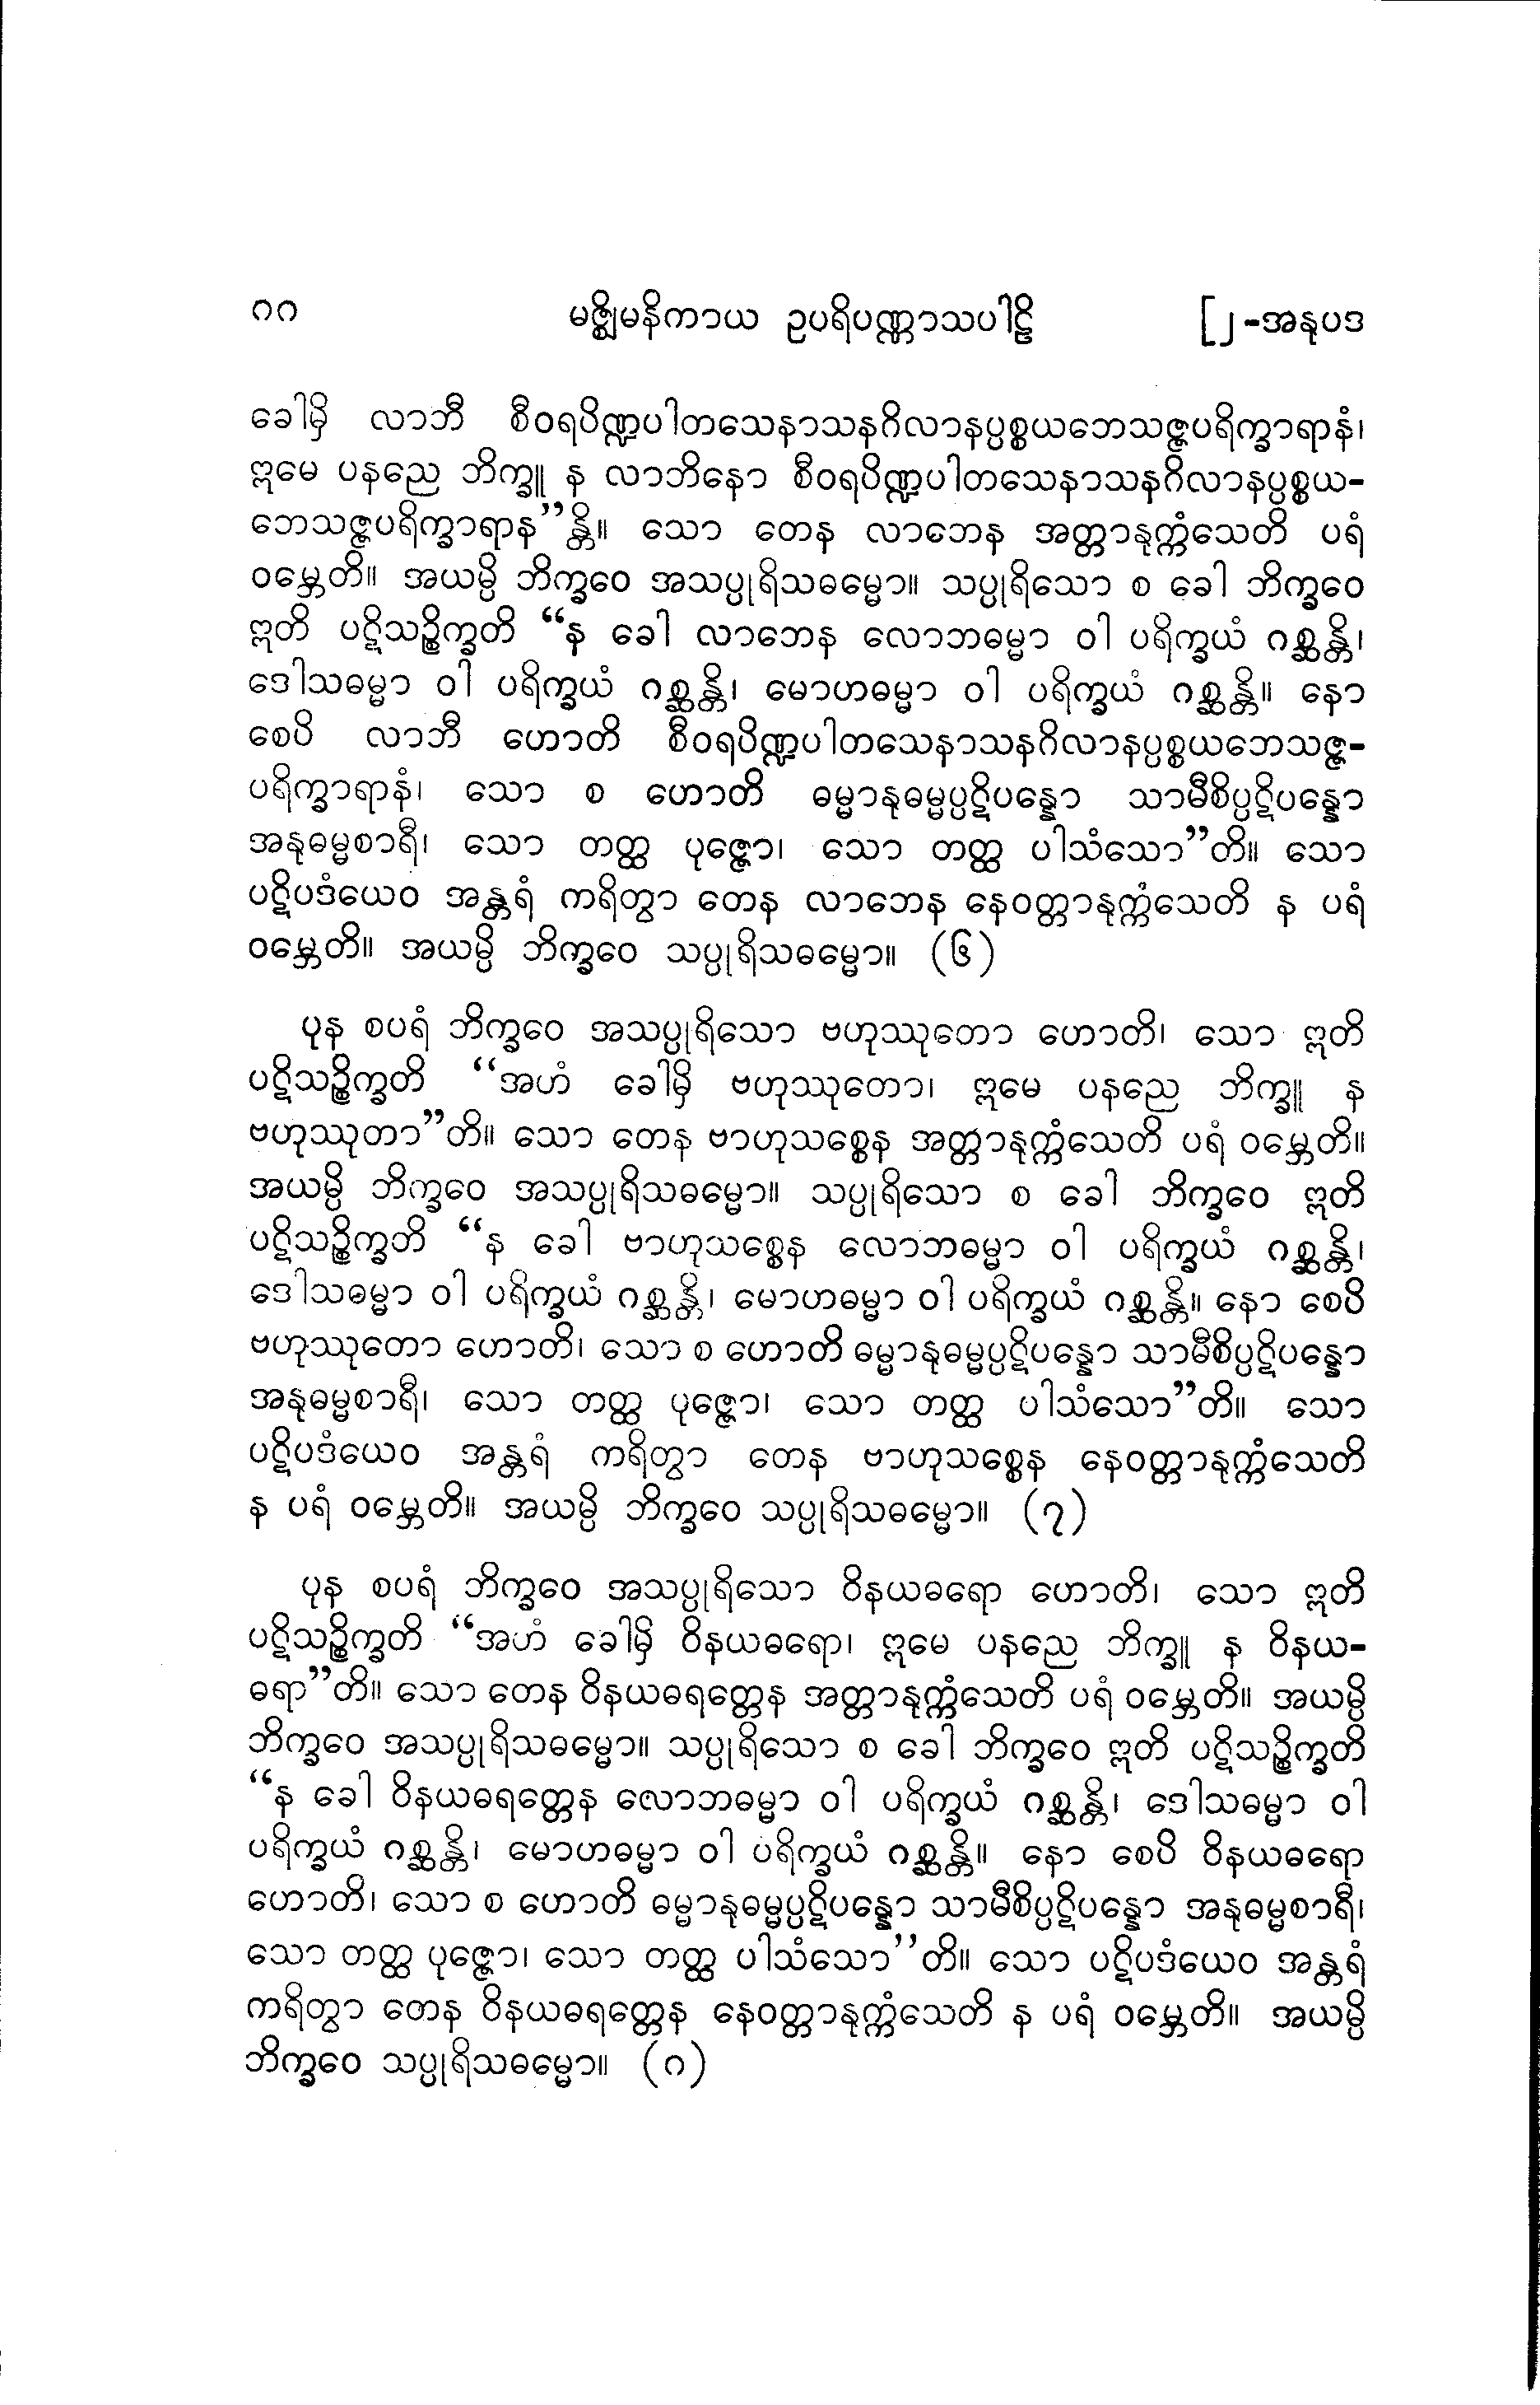 ၈၈ မဇ္ဈိမနိကာယ ဥပရိပဏ္ဏာသပါဠိ [၂-အနုပဒ
ခေါမှိ လာဘီ စီဝရပိဏ္ဍပါတသေနာသနဂိလာနပ္ပစ္စယဘေသဇ္ဇပရိက္ခာရာနံ၊
ဣမေ ပနညေ ဘိက္ခူ န လာဘိနော စီဝရပိဏ္ဍပါတသေနာသနဂိလာနပ္ပစ္စယ-
ဘေသဇ္ဇပရိက္ခာရာန”န္တိ။ သော တေန လာဘေန အတ္တာနုက္ကံသေတိ ပရံ
ဝမ္ဘေတိ။ အယမ္ပိ ဘိက္ခဝေ အသပ္ပုရိသဓမ္မော။ သပ္ပုရိသော စ ခေါ ဘိက္ခဝေ
ဣတိ ပဋိသဉ္စိက္ခတိ “န ခေါ လာဘေန လောဘဓမ္မာ ဝါ ပရိက္ခယံ ဂစ္ဆန္တိ၊
ဒေါသဓမ္မာ ဝါ ပရိက္ခယံ ဂစ္ဆန္တိ၊ မောဟဓမ္မာ ဝါ ပရိက္ခယံ ဂစ္ဆန္တိ။ နော
စေပိ လာဘီ ဟောတိ စီဝရပိဏ္ဍပါတသေနာသနဂိလာနပ္ပစ္စယဘေသဇ္ဇ-
ပရိက္ခာရာနံ၊ သော စ ဟောတိ ဓမ္မာနုဓမ္မပ္ပဋိပန္နော သာမီစိပ္ပဋိပန္နော
အနုဓမ္မစာရီ၊ သော တတ္ထ ပုဇ္ဇော၊ သော တတ္ထ ပါသံသော”တိ။ သော
ပဋိပဒံယေဝ အန္တရံ ကရိတွာ တေန လာဘေန နေဝတ္တာနုက္ကံသေတိ န ပရံ
ဝမ္ဘေတိ။ အယမ္ပိ ဘိက္ခဝေ သပ္ပုရိသဓမ္မော။ (၆)
ပုန စပရံ ဘိက္ခဝေ အသပ္ပုရိသော ဗဟုဿုတော ဟောတိ၊ သော ဣတိ
ပဋိသဉ္စိက္ခတိ “အဟံ ခေါမှိ ဗဟုဿုတော၊ ဣမေ ပနညေ ဘိက္ခူ န
ဗဟုဿုတာ”တိ။ သော တေန ဗာဟုသစ္စေန အတ္တာနုက္ကံသေတိ ပရံ ဝမ္ဘေတိ။
အယမ္ပိ ဘိက္ခဝေ အသပ္ပုရိသဓမ္မော။ သပ္ပုရိသော စ ခေါ ဘိက္ခဝေ ဣတိ
ပဋိသဉ္စိက္ခတိ “န ခေါ ဗာဟုသစ္စေန လောဘဓမ္မာ ဝါ ပရိက္ခယံ ဂစ္ဆန္တိ၊
ဒေါသဓမ္မာ ဝါ ပရိက္ခယံ ဂစ္ဆန္တိ၊ မောဟဓမ္မာ ဝါ ပရိက္ခယံ ဂစ္ဆန္တိ။ နော စေပိ
ဗဟုဿုတော ဟောတိ၊ သော စ ဟောတိ ဓမ္မာနုဓမ္မပ္ပဋိပန္နော သာမီစိပ္ပဋိပန္နော
အနုဓမ္မစာရီ၊ သော တတ္ထ ပုဇ္ဇော၊ သော တတ္ထ ပါသံသော”တိ။ သော
ပဋိပဒံယေဝ အန္တရံ ကရိတွာ တေန ဗာဟုသစ္စေန နေဝတ္တာနုက္ကံသေတိ
န ပရံ ဝမ္ဘေတိ။ အယမ္ပိ ဘိက္ခဝေ သပ္ပုရိသဓမ္မော။ (၇)
ပုန စပရံ ဘိက္ခဝေ အသပ္ပုရိသော ဝိနယဓရော ဟောတိ၊ သော ဣတိ
ပဋိသဉ္စိက္ခတိ “အဟံ ခေါမှိ ဝိနယဓရော၊ ဣမေ ပနညေ ဘိက္ခူ န ဝိနယ-
ဓရာ”တိ။ သော တေန ဝိနယဓရတ္တေန အတ္တာနုက္ကံသေတိ ပရံ ဝမ္ဘေတိ။ အယမ္ပိ
ဘိက္ခဝေ အသပ္ပုရိသဓမ္မော။ သပ္ပုရိသော စ ခေါ ဘိက္ခဝေ ဣတိ ပဋိသဉ္စိက္ခတိ
“န ခေါ ဝိနယဓရတ္တေန လောဘဓမ္မာ ဝါ ပရိက္ခယံ ဂစ္ဆန္တိ၊ ဒေါသဓမ္မာ ဝါ
ပရိက္ခယံ ဂစ္ဆန္တိ၊ မောဟဓမ္မာ ဝါ ပရိက္ခယံ ဂစ္ဆန္တိ။ နော စေပိ ဝိနယဓရော
ဟောတိ၊ သော စ ဟောတိ ဓမ္မာနုဓမ္မပ္ပဋိပန္နော သာမီစိပ္ပဋိပန္နော အနုဓမ္မစာရီ၊
သော တတ္ထ ပုဇ္ဇော၊ သော တတ္ထ ပါသံသော”တိ။ သော ပဋိပဒံယေဝ အန္တရံ
ကရိတွာ တေန ဝိနယဓရတ္တေန နေဝတ္တာနုက္ကံသေတိ န ပရံ ဝမ္ဘေတိ။ အယမ္ပိ
ဘိက္ခဝေ သပ္ပုရိသဓမ္မော။ (၈)